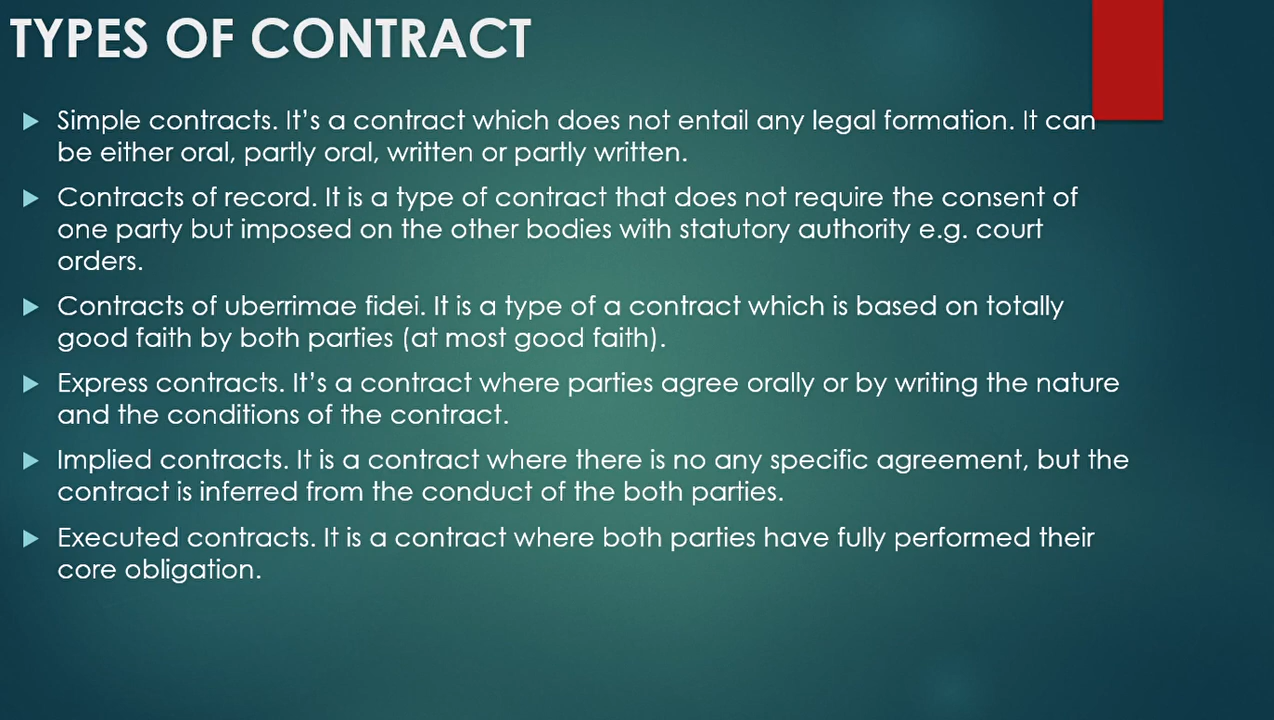 TYPES OF CONTRACT
Simple contracts. It's a contract which does not entail any legal formation. It can
be either oral, partly oral, written or partly written.
Contracts of record. It is a type of contract that does not require the consent of
one party but imposed on the other bodies with statutory authority e.g. court
orders.
Contracts of uberrimae fidei. It is a type of a contract which is based on totally
good faith by both parties (at most good faith).
Express contracts. It's a contract where parties agree orally or by writing the nature
and the conditions of the contract.
Implied contracts. It is a contract where there is no any specific agreement, but the
contract is inferred from the conduct of the both parties.
Executed contracts. It is a contract where both parties have fully performed their
core obligation.